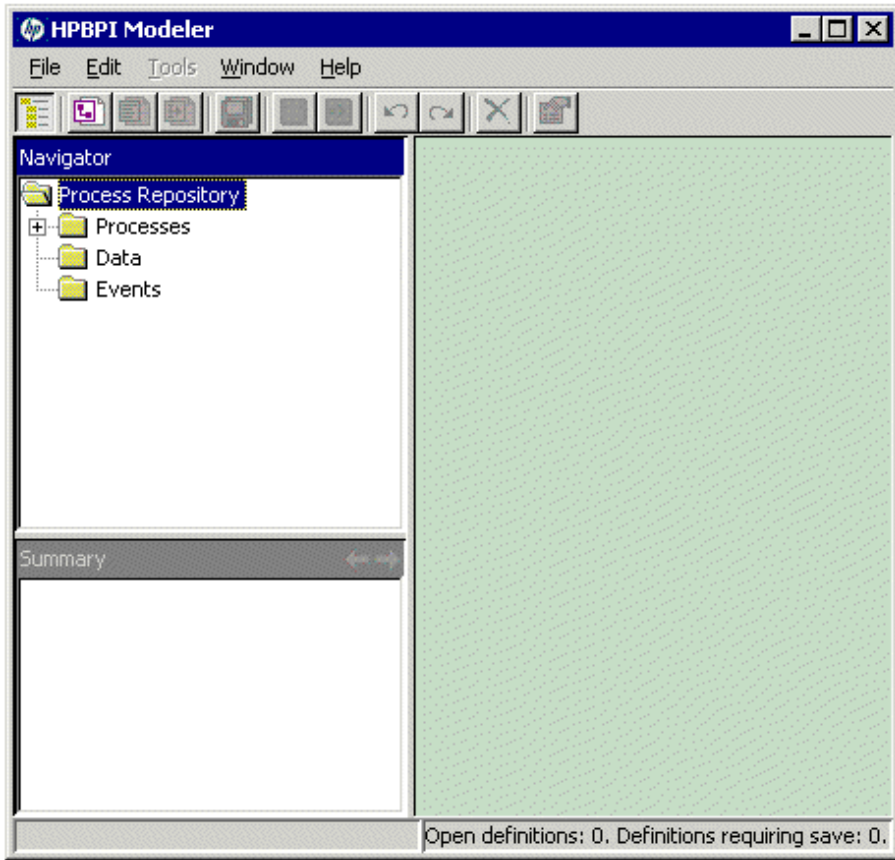 HPBPI Modeler
File Edit Tools Window Help
Navigator
Process Repository
Processes
Data
Events
Summary
Open definitions: 0. Definitions requiring save: 0.